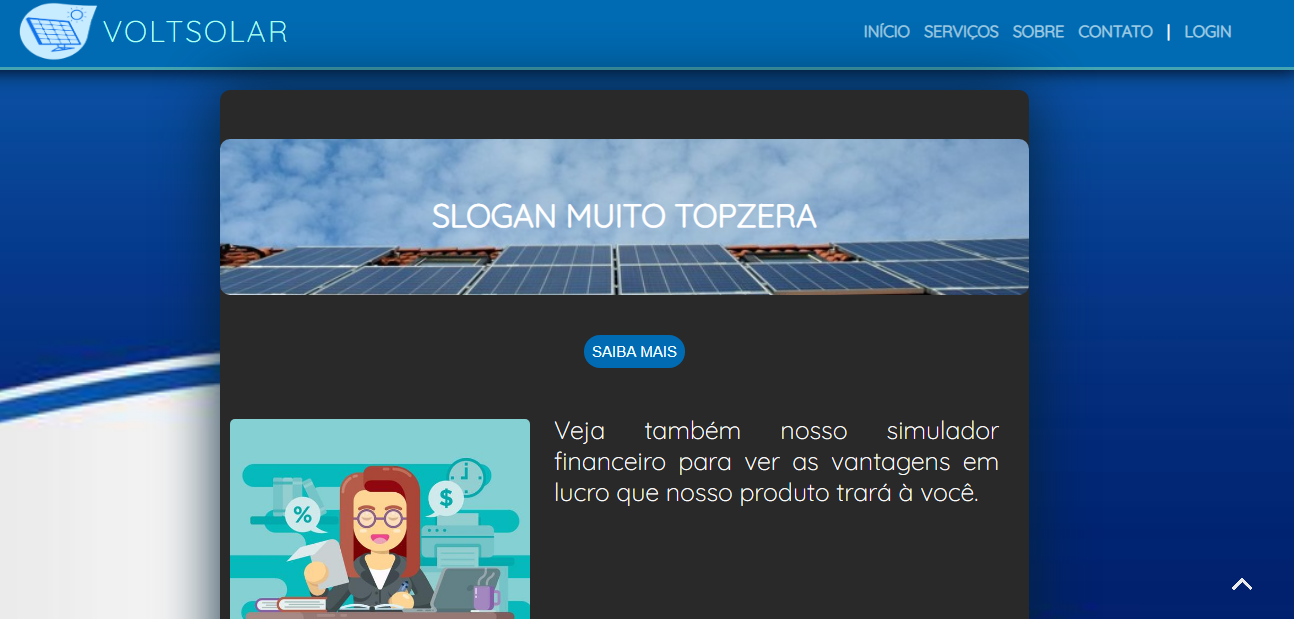 VOLTSOLAR
INÍCIO SERVIÇOS SOBRE CONTATO | LOGIN
SLOGAN MUITO TOPZERA
SAIBA MAIS
Veja também nosso simulador
financeiro para ver as vantagens em
lucro que nosso produto trará à você.
%
$